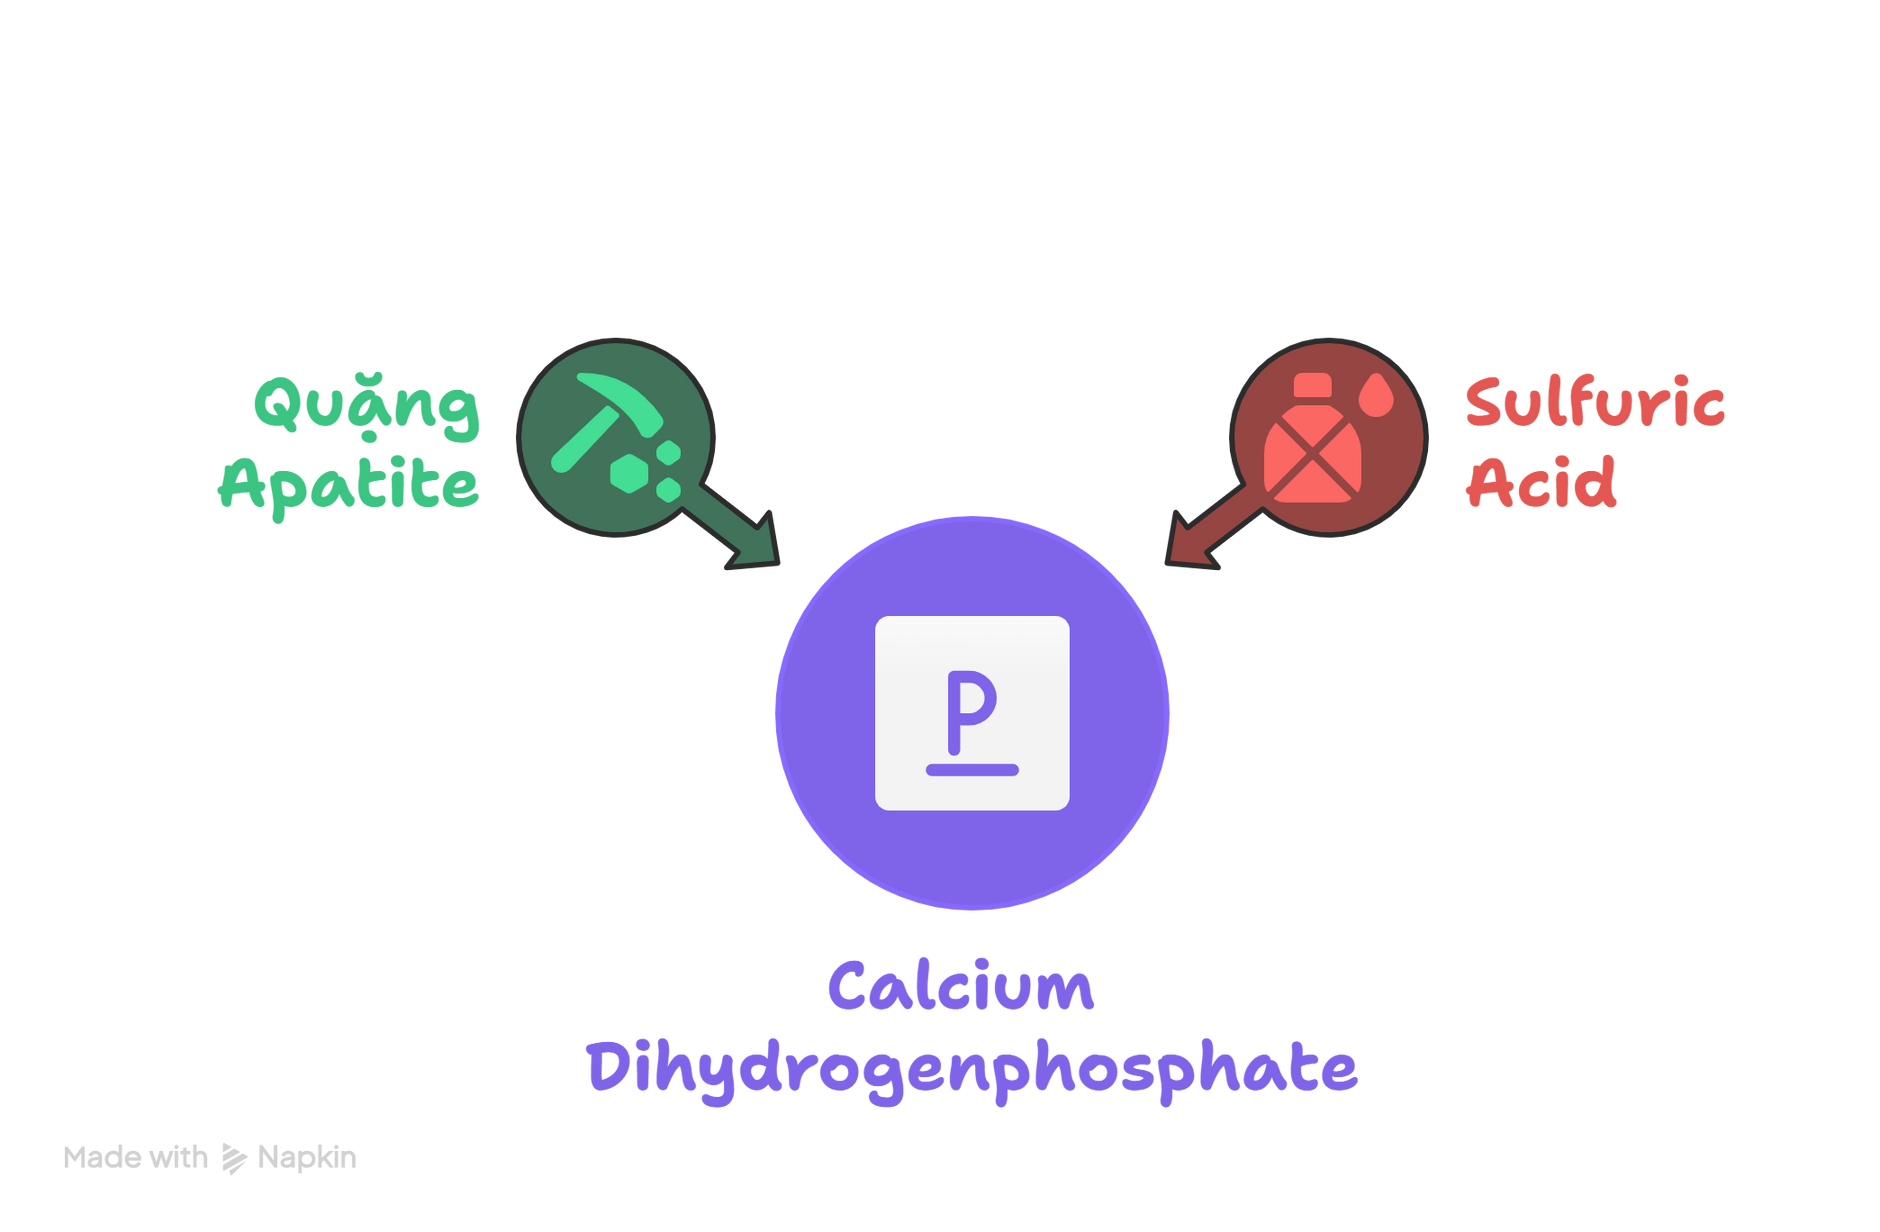 Quặng
Apatite
Sulfuric
Acid
P
Calcium
Dihydrogenphosphate
Made with Napkin